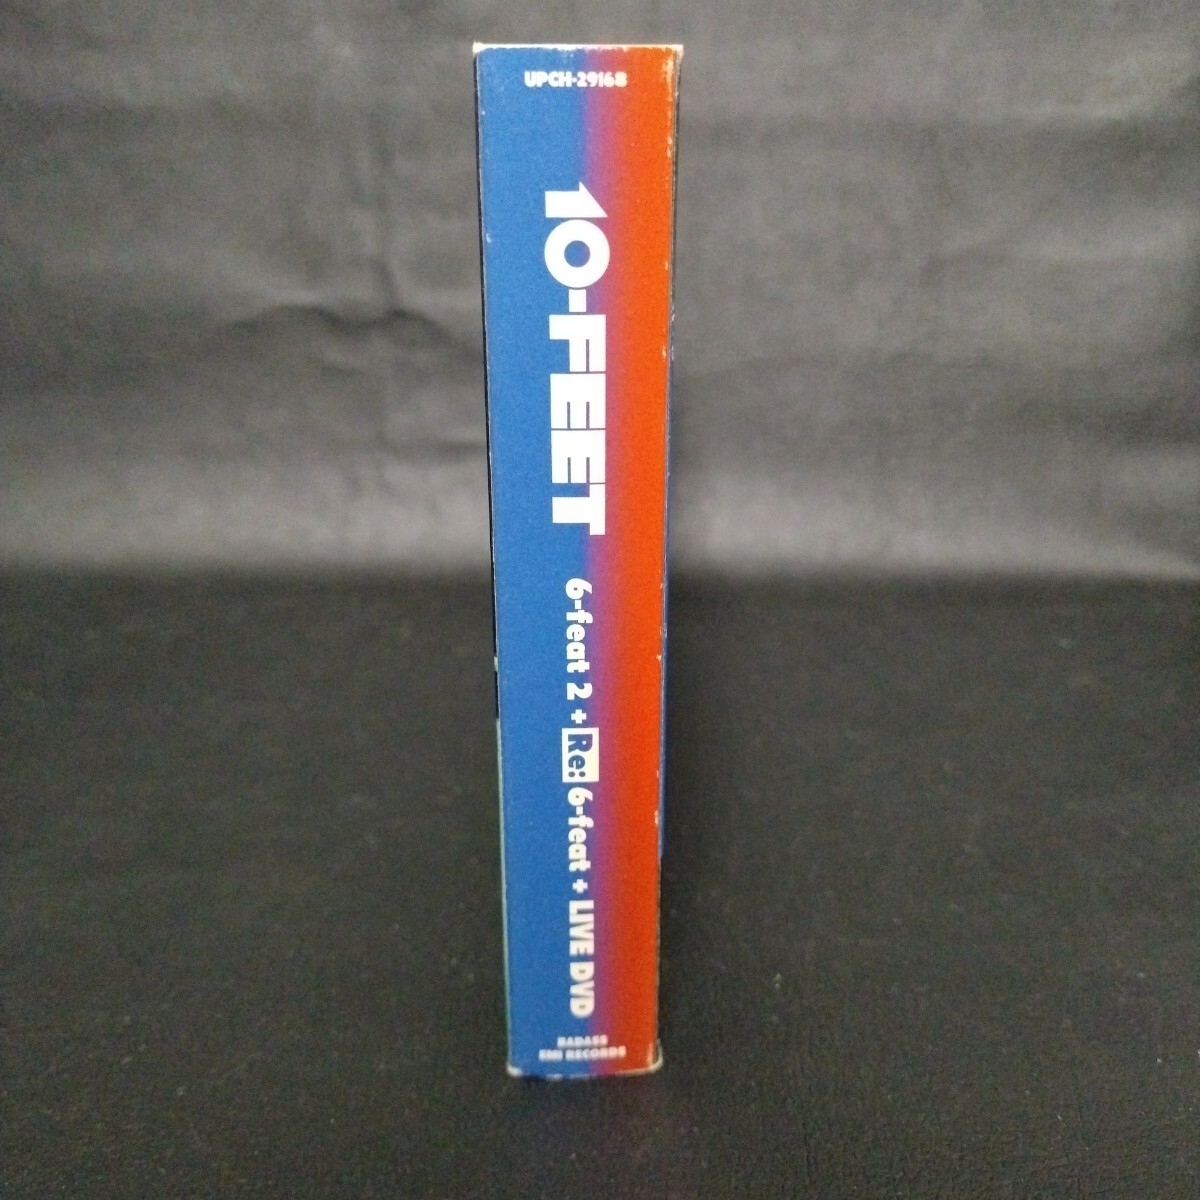 UPCH-29168
10-FEET
6-feat 2 + Re: 6-feat + LIVE DVD
BADASS
EMI RECORDS